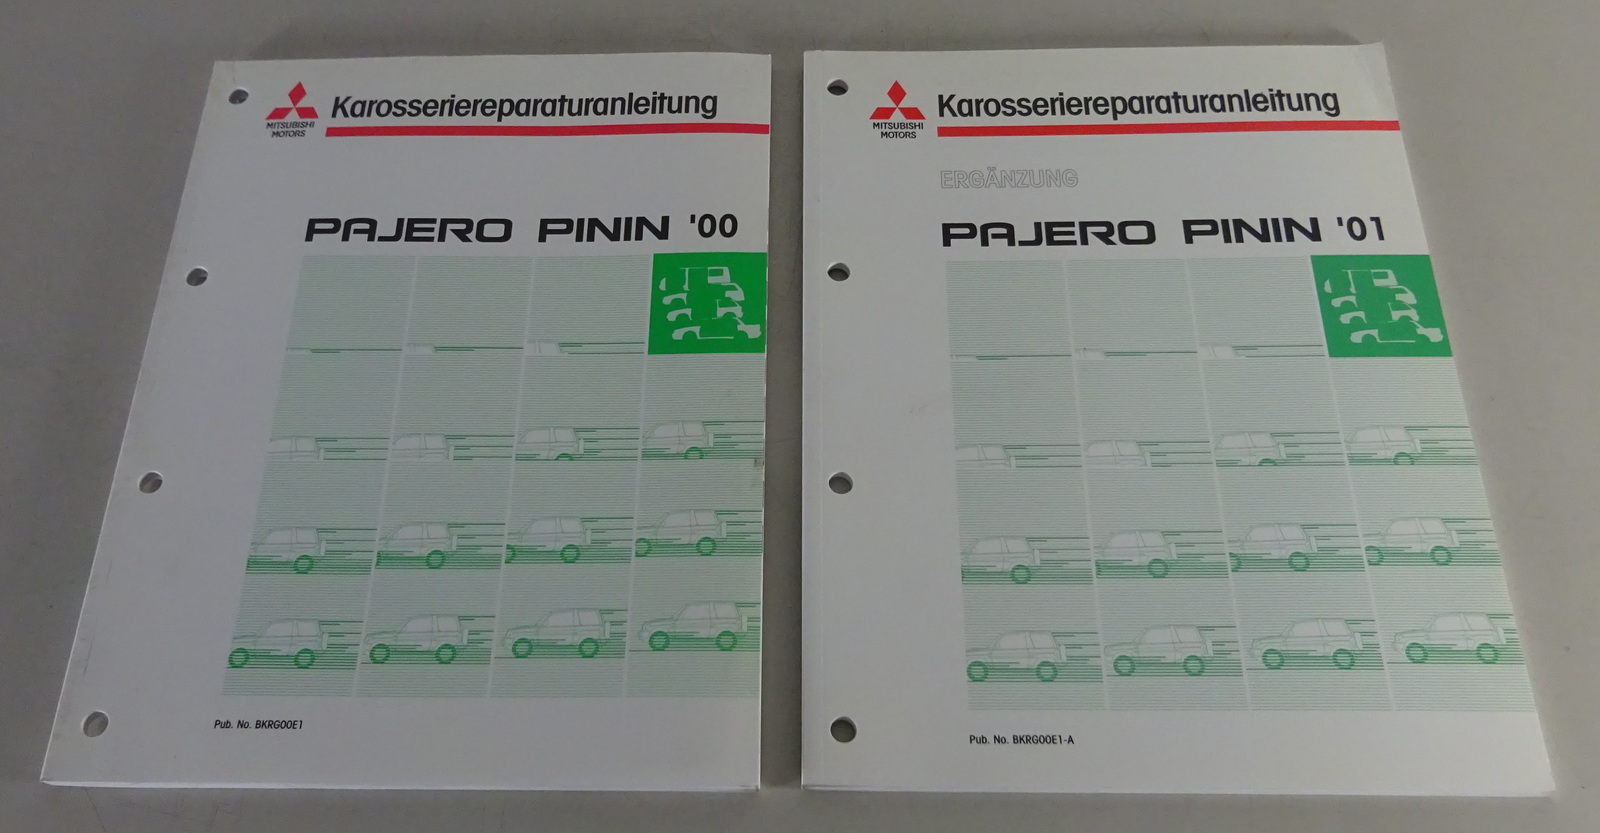 MITSUBISHI
MOTORS
Karosseriereparaturanleitung
PAJERO PININ '00
Pub. No. BKRG00E1
MITSUBISHI
MOTORS
Karosseriereparaturanleitung
ERGÄNZUNG
PAJERO PININ '01
Pub. No. BKRG00E1-A